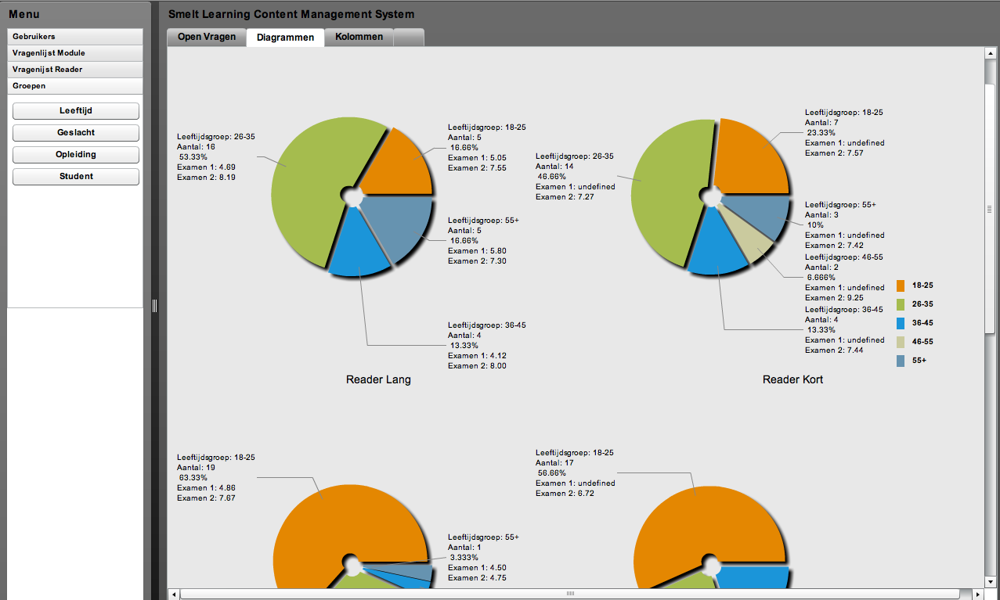 Menu
Gebruikers
Vragenlijst Module
Vragenijst Reader
Groepen
Leeftijd
Geslacht
Opleiding
Student
Smelt Learning Content Management System
Open Vragen
Diagrammen
Kolommen
Leeftijdsgroep: 26-35
Aantal: 16
53.33%
Examen 1: 4.69
Examen 2: 8.19
Leeftijdsgroep: 18-25
Aantal: 5
16.66%
Examen 1: 5.05
Examen 2: 7.55
Leeftijdsgroep: 55+
Aantal: 5
16.66%
Examen 1: 5.80
Examen 2: 7.30
Leeftijdsgroep: 36-45
Aantal: 4
13.33%
Examen 1: 4.12
Examen 2: 8.00
Reader Lang
Leeftijdsgroep: 26-35
Aantal: 14
46.66%
Examen 1: undefined
Examen 2: 7.27
Leeftijdsgroep: 18-25
Aantal: 7
23.33%
Examen 1: undefined
Examen 2: 7.57
Leeftijdsgroep: 55+
Aantal: 3
10%
Examen 1: undefined
Examen 2: 7.42
Leeftijdsgroep: 46-55
Aantal: 2
6.666%
Examen 1: undefined
Examen 2: 9.25
Leeftijdsgroep: 36-45
Aantal: 4
13.33%
Examen 1: undefined
Examen 2: 7.44
18-25
26-35
36-45
46-55
55+
Reader Kort
Leeftijdsgroep: 18-25
Aantal: 19
63.33%
Examen 1: 4.86
Examen 2: 7.67
Leeftijdsgroep: 55+
Aantal: 1
3.333%
Examen 1: 4.50
Examen 2: 4.75
Leeftijdsgroep: 18-25
Aantal: 17
56.66%
Examen 1: undefined
Examen 2: 6.72